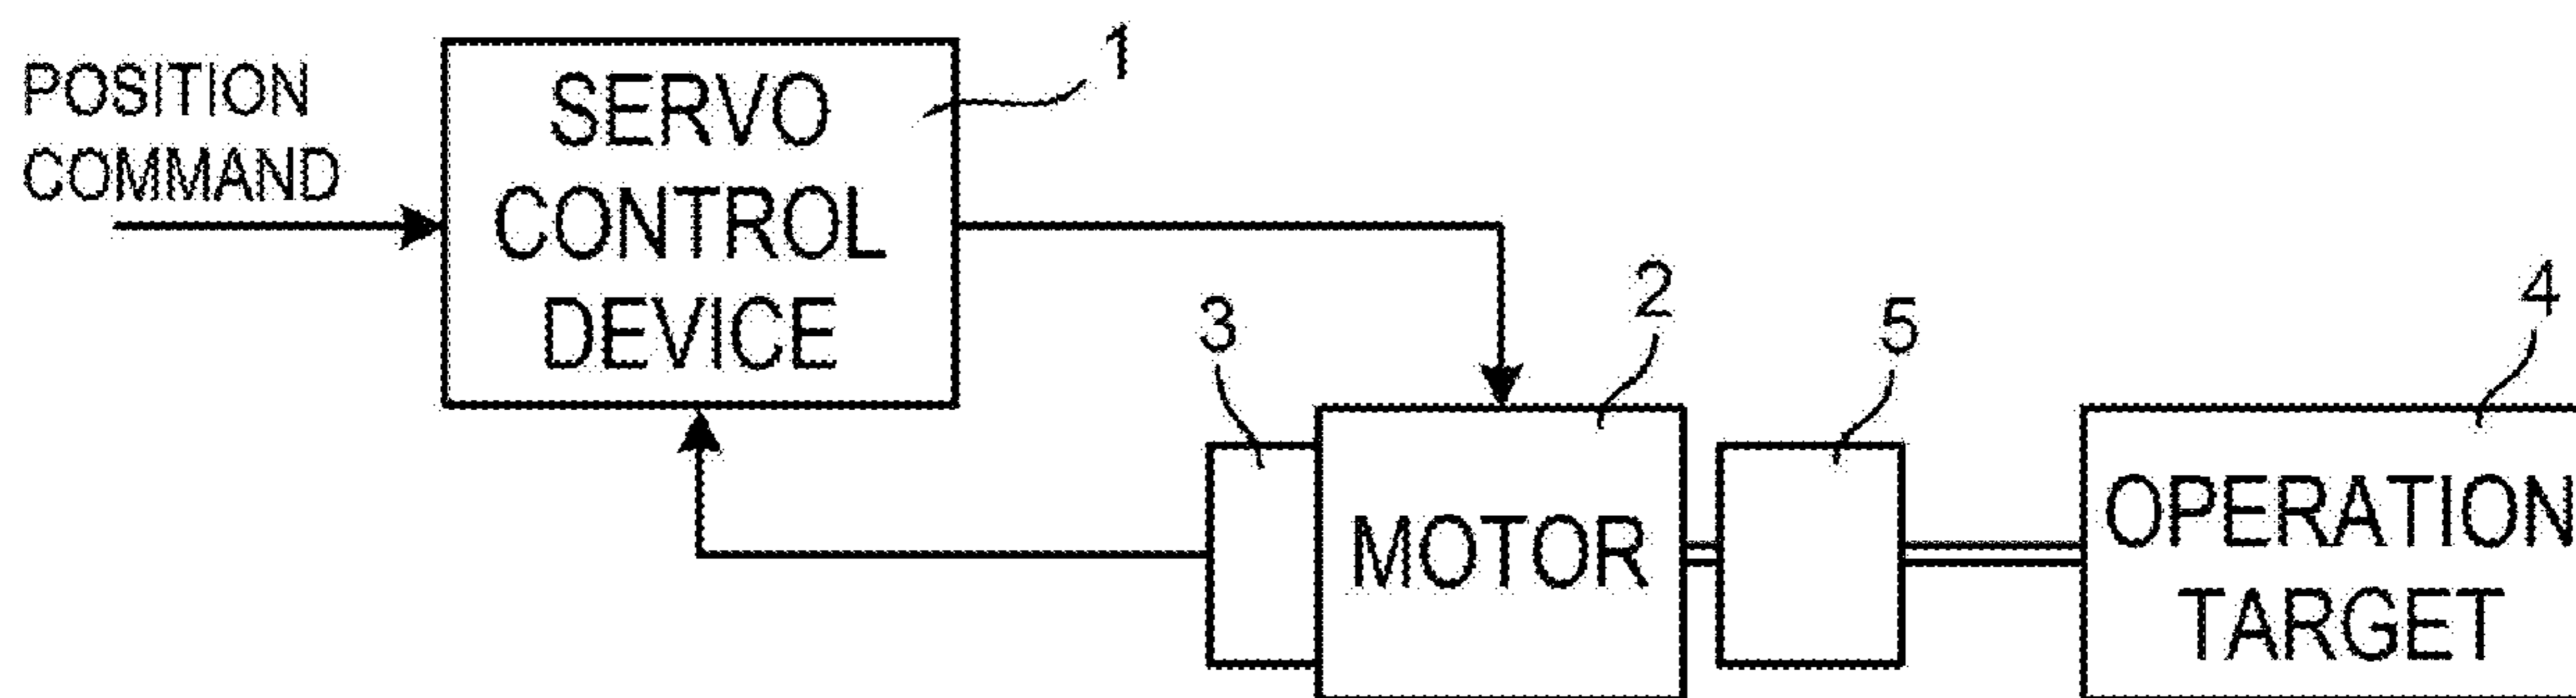 POSITION
COMMAND
SERVO
CONTROL
DEVICE
1
3
2
5
4
MOTOR
OPERATION
TARGET